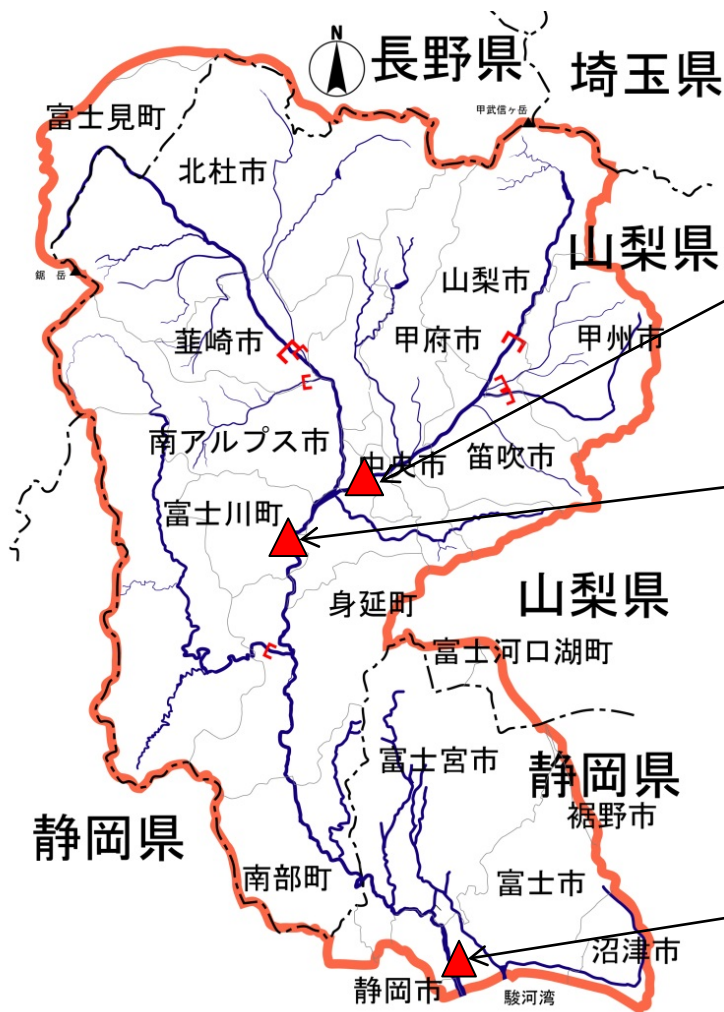 N
長野県
埼玉県
甲武信ヶ岳
富士見町
北杜市
山梨県
鋸 岳
山梨市
韮崎市
甲府市
甲州市
南アルプス市
中央市
笛吹市
富士川町
山梨県
身延町
富士河口湖町
富士宮市
静岡県
裾野市
静岡県
南部町
富士市
沼津市
静岡市
駿河湾